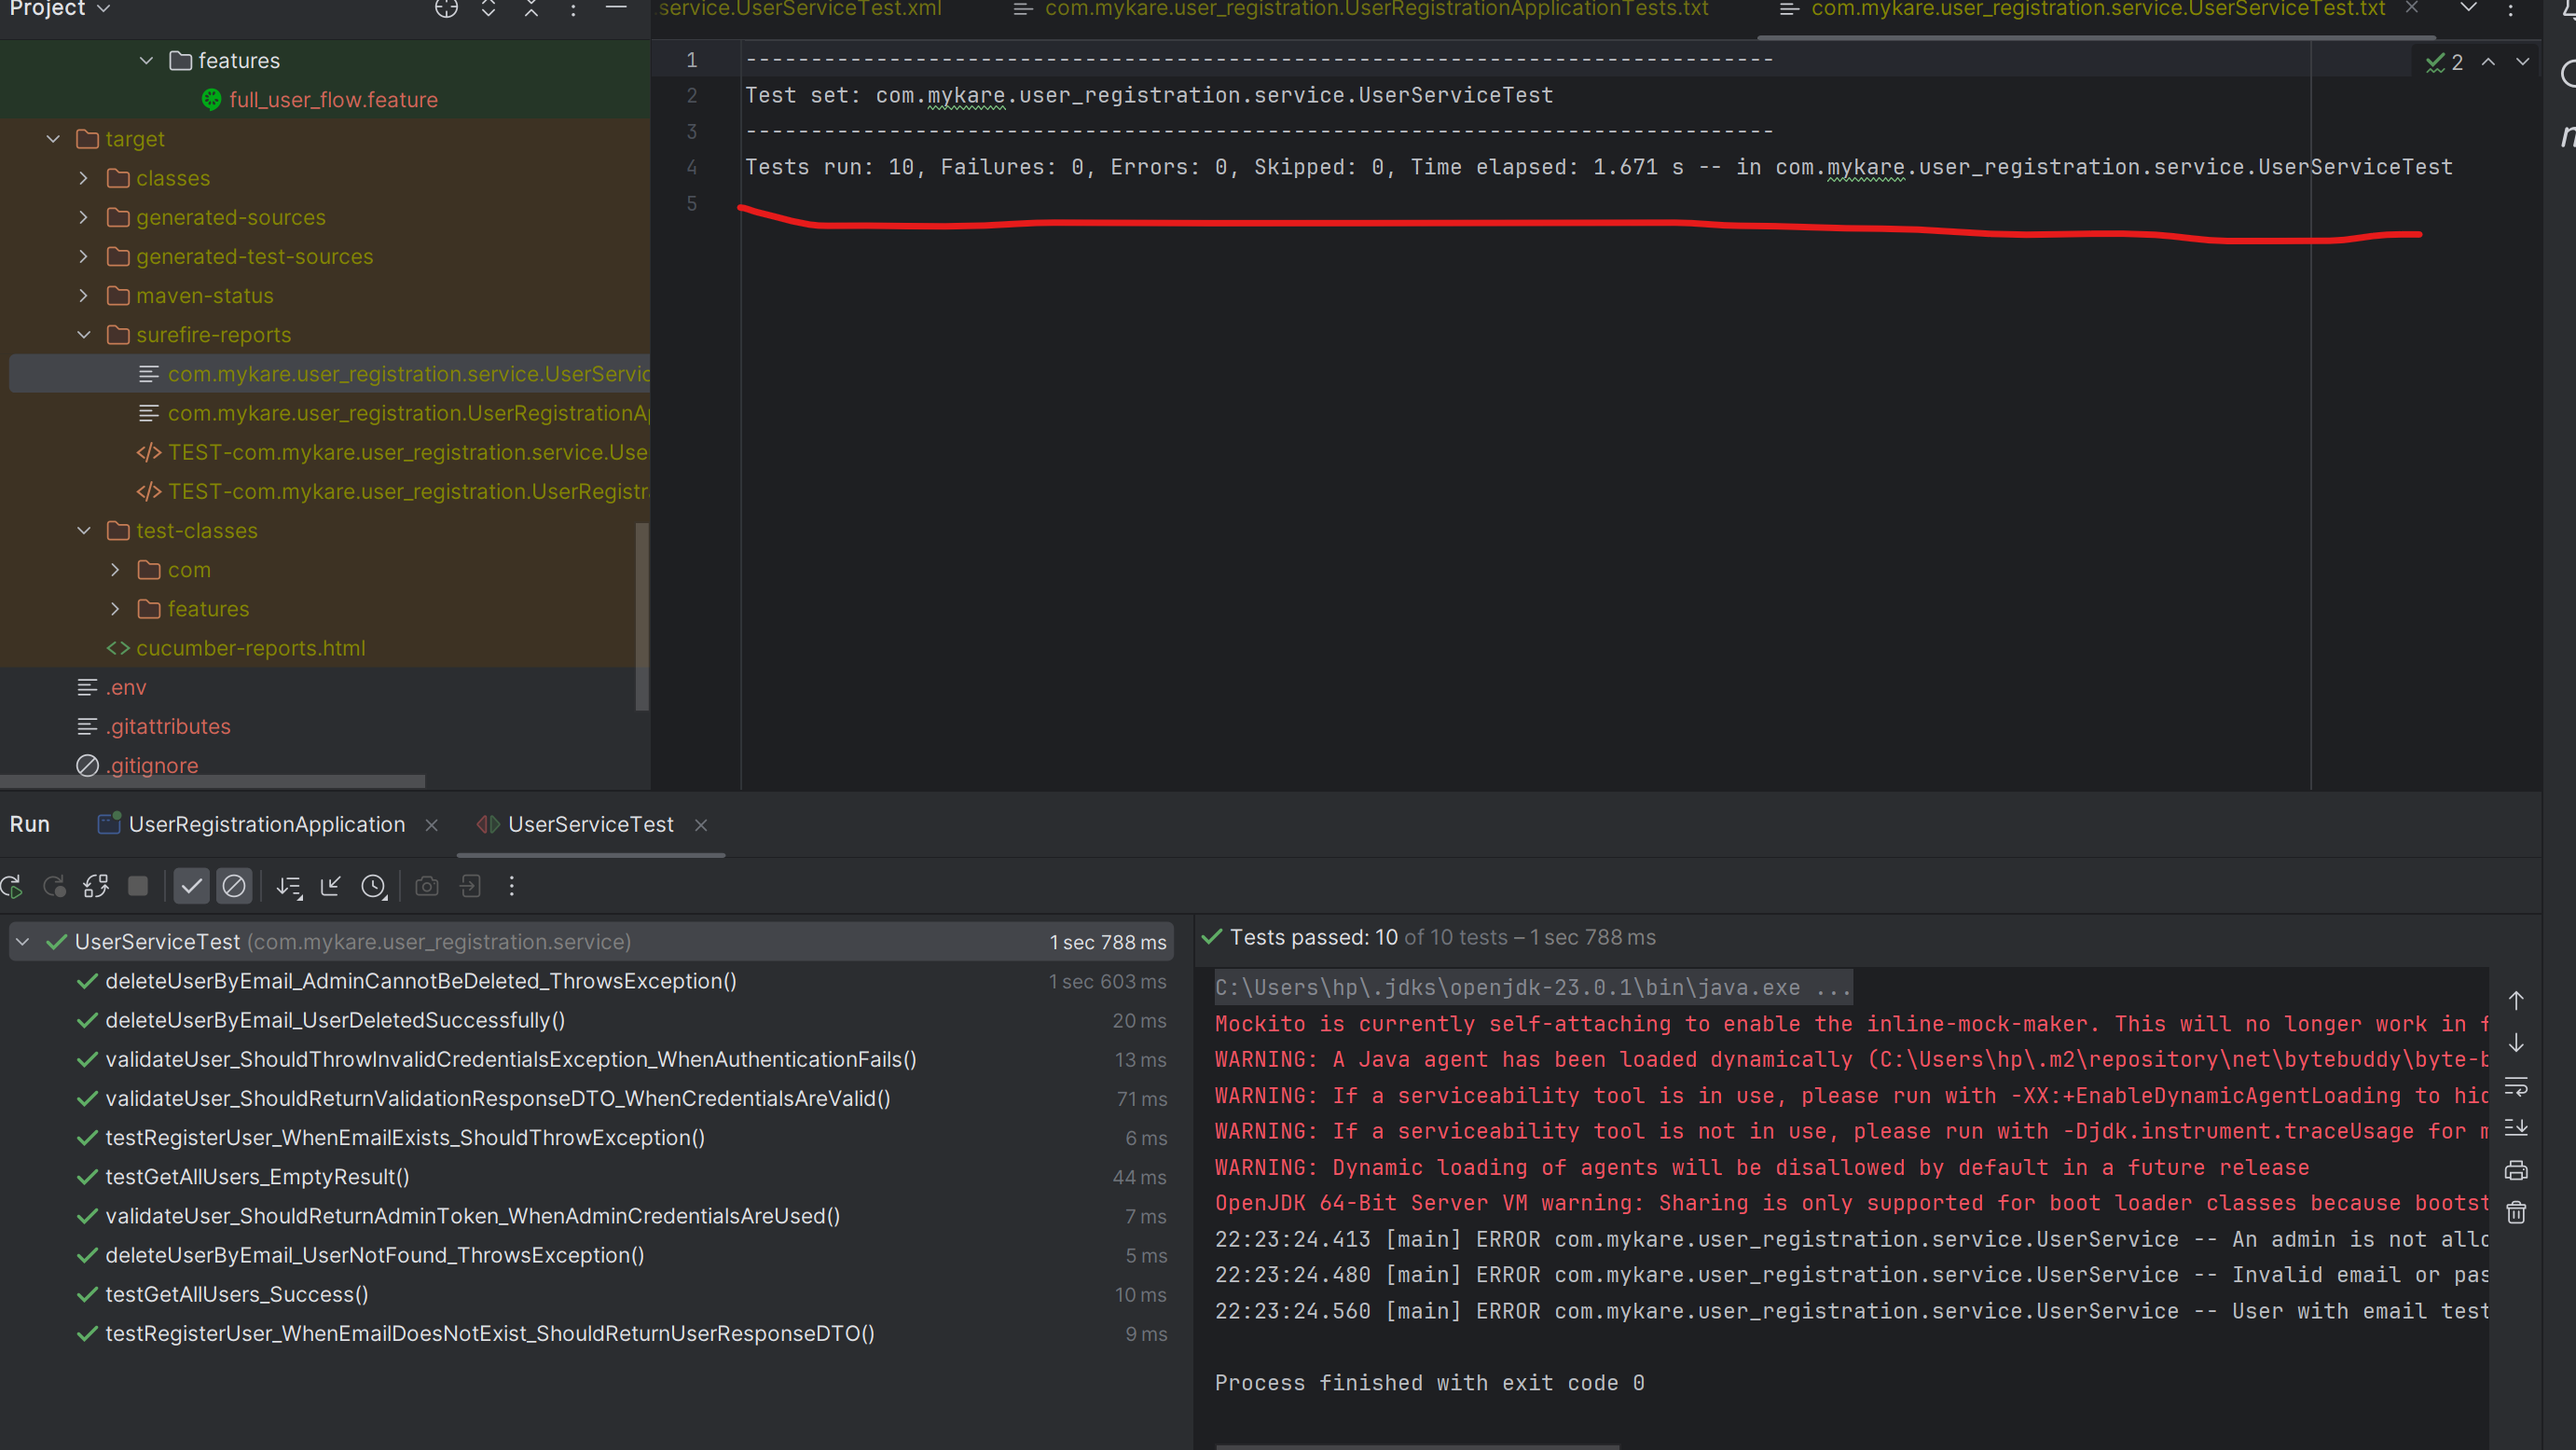 Project
service.UserServiceTest.xml
com.mykare.user_registration.UserRegistrationApplicationTests.txt
com.mykare.user_registration.service.UserServiceTest.txt
features
full_user_flow.feature
target
classes
generated-sources
generated-test-sources
maven-status
surefire-reports
com.mykare.user_registration.service.UserServic
com.mykare.user_registration.UserRegistrationAp
TEST-com.mykare.user_registration.service.Use
TEST-com.mykare.user_registration.UserRegistr
test-classes
com
features
cucumber-reports.html
.env
.gitattributes
.gitignore
1 -------------------------------------------------------------------------------
2 Test set: com.mykare.user_registration.service.UserServiceTest
3 -------------------------------------------------------------------------------
4 Tests run: 10, Failures: 0, Errors: 0, Skipped: 0, Time elapsed: 1.671 s -- in com.mykare.user_registration.service.UserServiceTest
5
2
Run UserRegistrationApplication UserServiceTest
UserServiceTest (com.mykare.user_registration.service) 1 sec 788 ms
deleteUserByEmail_AdminCannotBeDeleted_ThrowsException() 1 sec 603 ms
deleteUserByEmail_UserDeletedSuccessfully() 20 ms
validateUser_ShouldThrowInvalidCredentialsException_WhenAuthenticationFails() 13 ms
validateUser_ShouldReturnValidationResponseDTO_WhenCredentialsAreValid() 71 ms
testRegisterUser_WhenEmailExists_ShouldThrowException() 6 ms
testGetAllUsers_EmptyResult() 44 ms
validateUser_ShouldReturnAdminToken_WhenAdminCredentialsAreUsed() 7 ms
deleteUserByEmail_UserNotFound_ThrowsException() 5 ms
testGetAllUsers_Success() 10 ms
testRegisterUser_WhenEmailDoesNotExist_ShouldReturnUserResponseDTO() 9 ms
Tests passed: 10 of 10 tests – 1 sec 788 ms
C:\Users\hp\.jdks\openjdk-23.0.1\bin\java.exe ...
Mockito is currently self-attaching to enable the inline-mock-maker. This will no longer work in f
WARNING: A Java agent has been loaded dynamically (C:\Users\hp\.m2\repository\net\bytebuddy\byte-b
WARNING: If a serviceability tool is in use, please run with -XX:+EnableDynamicAgentLoading to hid
WARNING: If a serviceability tool is not in use, please run with -Djdk.instrument.traceUsage for m
WARNING: Dynamic loading of agents will be disallowed by default in a future release
OpenJDK 64-Bit Server VM warning: Sharing is only supported for boot loader classes because bootst
22:23:24.413 [main] ERROR com.mykare.user_registration.service.UserService -- An admin is not allo
22:23:24.480 [main] ERROR com.mykare.user_registration.service.UserService -- Invalid email or pas
22:23:24.560 [main] ERROR com.mykare.user_registration.service.UserService -- User with email test
Process finished with exit code 0